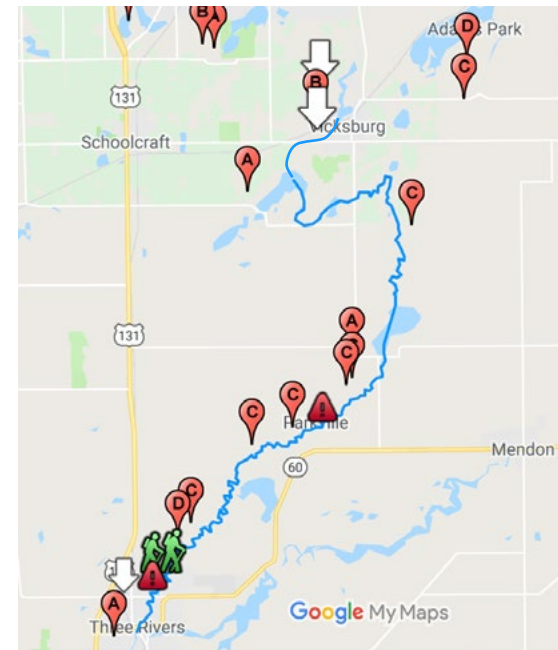 B
A
D
Adams Park
C
B
131
Vicksburg
Schoolcraft
A
C
A
131
C
C
C
Parkville
Mendon
60
C
D
A
Three Rivers
Google My Maps